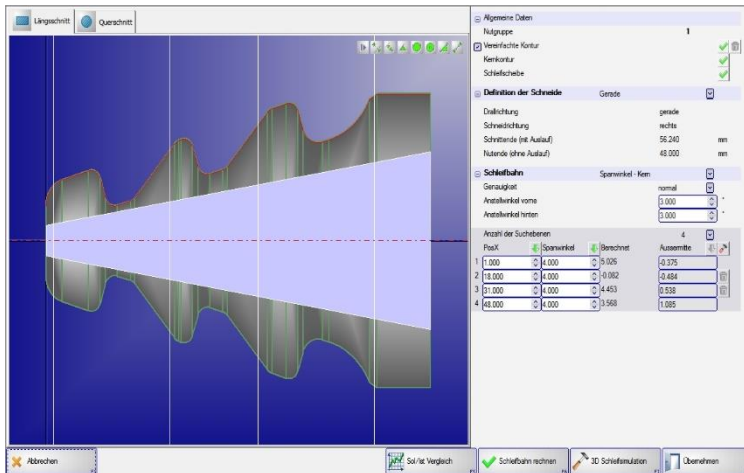 Längsschnitt
Querschnitt
Algemeine Daten
Nutgruppe 1
Vereinfachte Kontur
Kernkontur
Schleifscheibe
Definition der Schneide Gerade
Drallrichtung gerade
Schneidrichtung rechts
Schnittende (mit Auslauf) 56.240 mm
Nutende (ohne Auslauf) 48.000 mm
Schleifbahn Spanwinkel - Kern
Genauigkeit normal
Anstellwinkel vorne 3.000 °
Anstellwinkel hinten 3.000 °
Anzahl der Suchebenen 4
PosX Spanwinkel Berechnet Aussermitte
1 1.000 4.000 5.026 -0.375
2 18.000 4.000 -0.082 -0.484
3 31.000 4.000 4.453 0.538
4 48.000 4.000 3.568 1.085
Abbrechen
Sol/Ist Vergleich
Schleifbahn rechnen
3D Schleifsimulation
Übernehmen